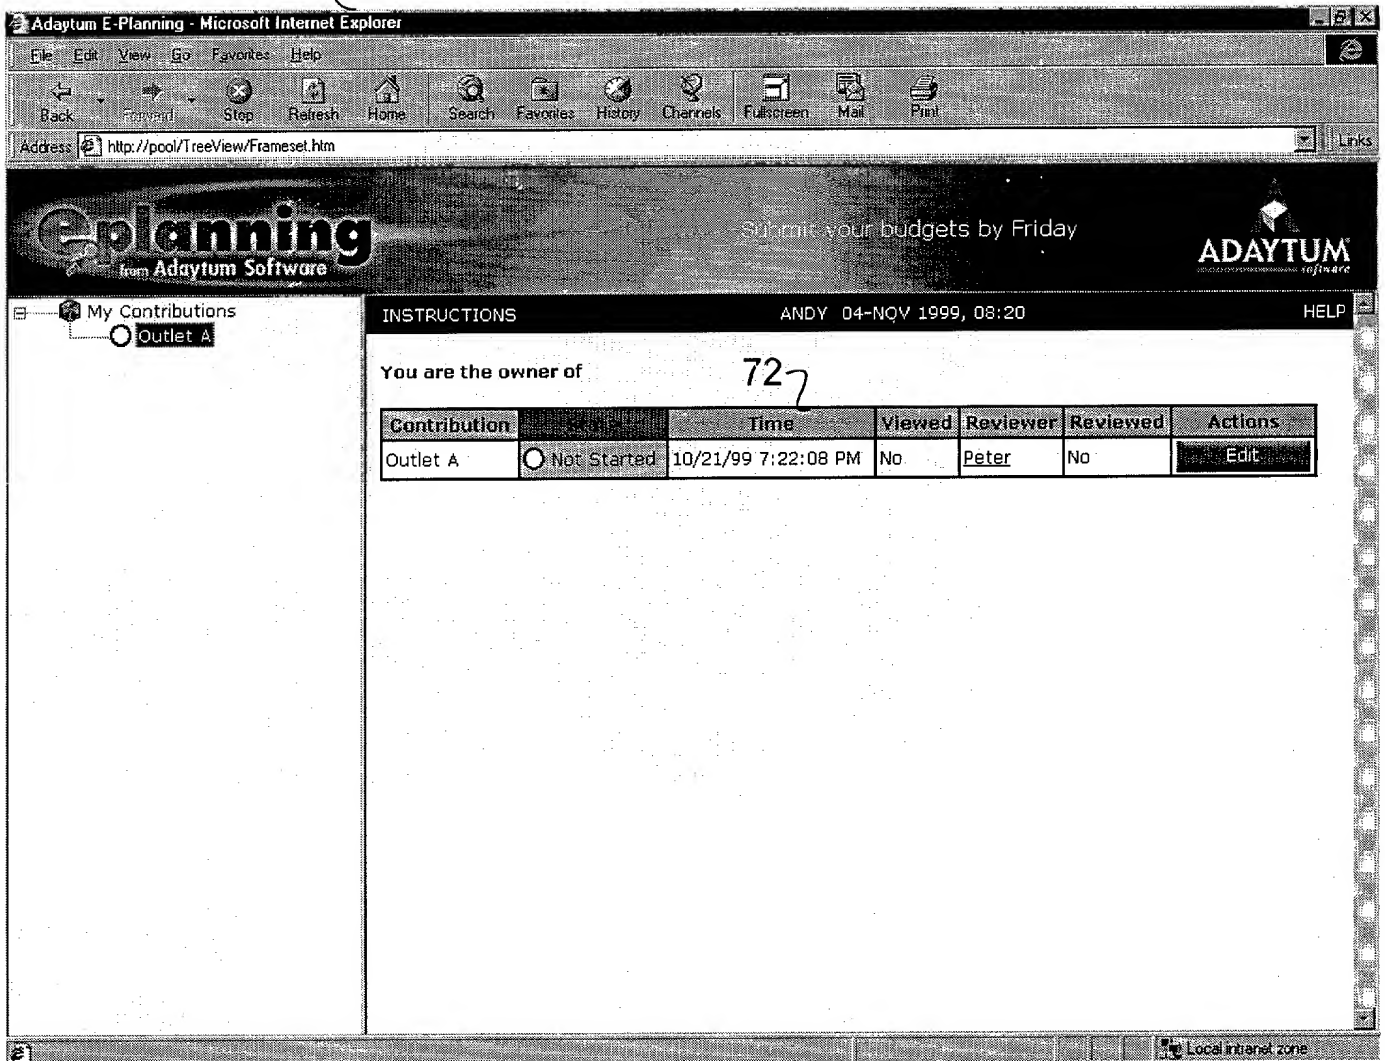 Adaytum E-Planning - Microsoft Internet Explorer
File Edit View Go Favorites Help
Back Forward Stop Refresh Home Search Favorites History Channels Fullscreen Mail Print
Address http://pool/TreeView/Frameset.htm Links
e-planning
from Adaytum Software
Submit your budgets by Friday
ADAYTUM
software
My Contributions
Outlet A
INSTRUCTIONS ANDY 04-NOV 1999, 08:20 HELP
You are the owner of
72
Contribution Time Viewed Reviewer Reviewed Actions
Outlet A Not Started 10/21/99 7:22:08 PM No Peter No Edit
Local intranet zone